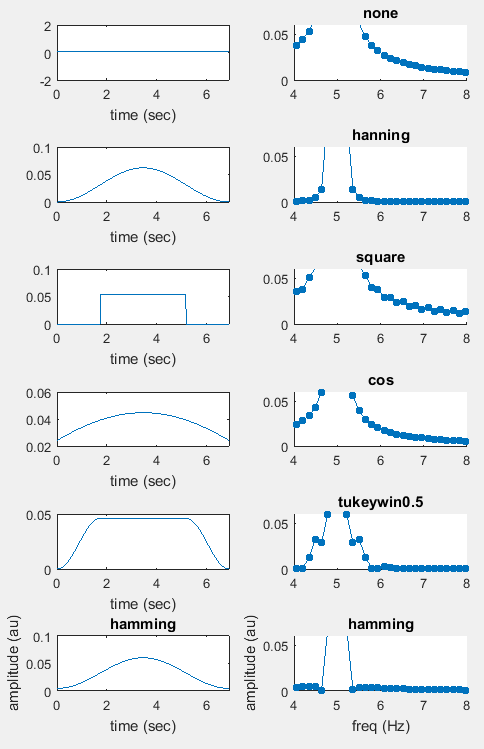 none
2
0
-2
0 2 4 6
time (sec)
0.05
0
4 5 6 7 8
hanning
0.1
0.05
0
0 2 4 6
time (sec)
0.05
0
4 5 6 7 8
square
0.1
0.05
0
0 2 4 6
time (sec)
0.05
0
4 5 6 7 8
cos
0.06
0.04
0.02
0 2 4 6
time (sec)
0.05
0
4 5 6 7 8
tukeywin0.5
0.05
0
0 2 4 6
time (sec)
0.05
0
4 5 6 7 8
hamming
amplitude (au)
0.1
0.05
0
0 2 4 6
time (sec)
hamming
amplitude (au)
0.05
0
4 5 6 7 8
freq (Hz)